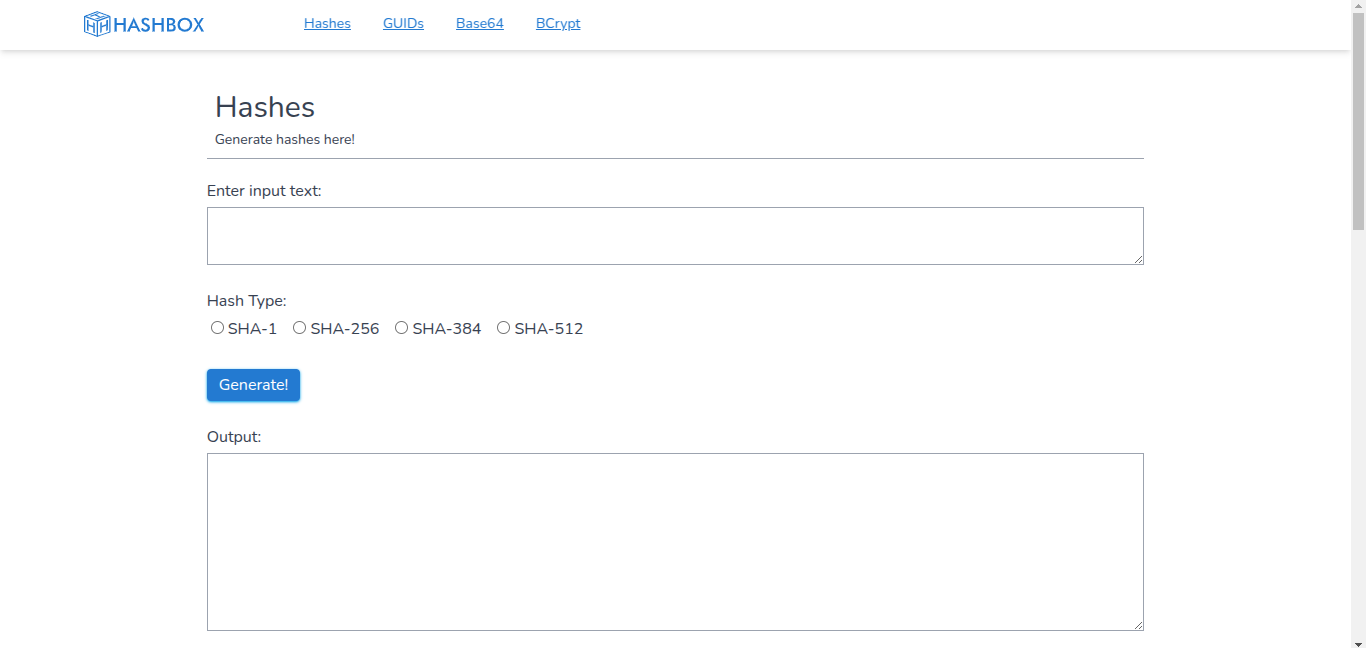 HASHBOX Hashes GUIDs Base64 BCrypt
Hashes
Generate hashes here!
Enter input text:
Hash Type:
SHA-1 SHA-256 SHA-384 SHA-512
Generate!
Output: